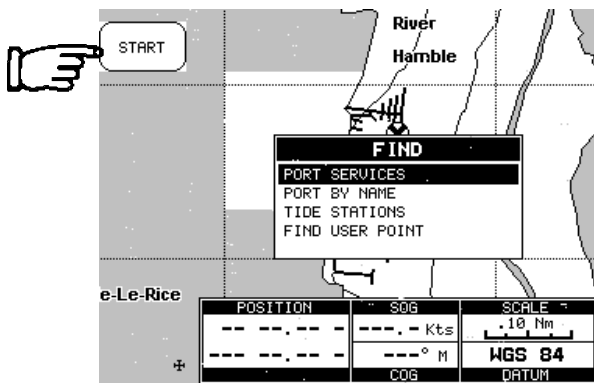 START
River
Hamble
FIND
PORT SERVICES
PORT BY NAME
TIDE STATIONS
FIND USER POINT
e-Le-Rice
POSITION SOG SCALE
-- --.-- - ---.- Kts .10 Nm
-- --.-- - ---° M WGS 84
COG DATUM